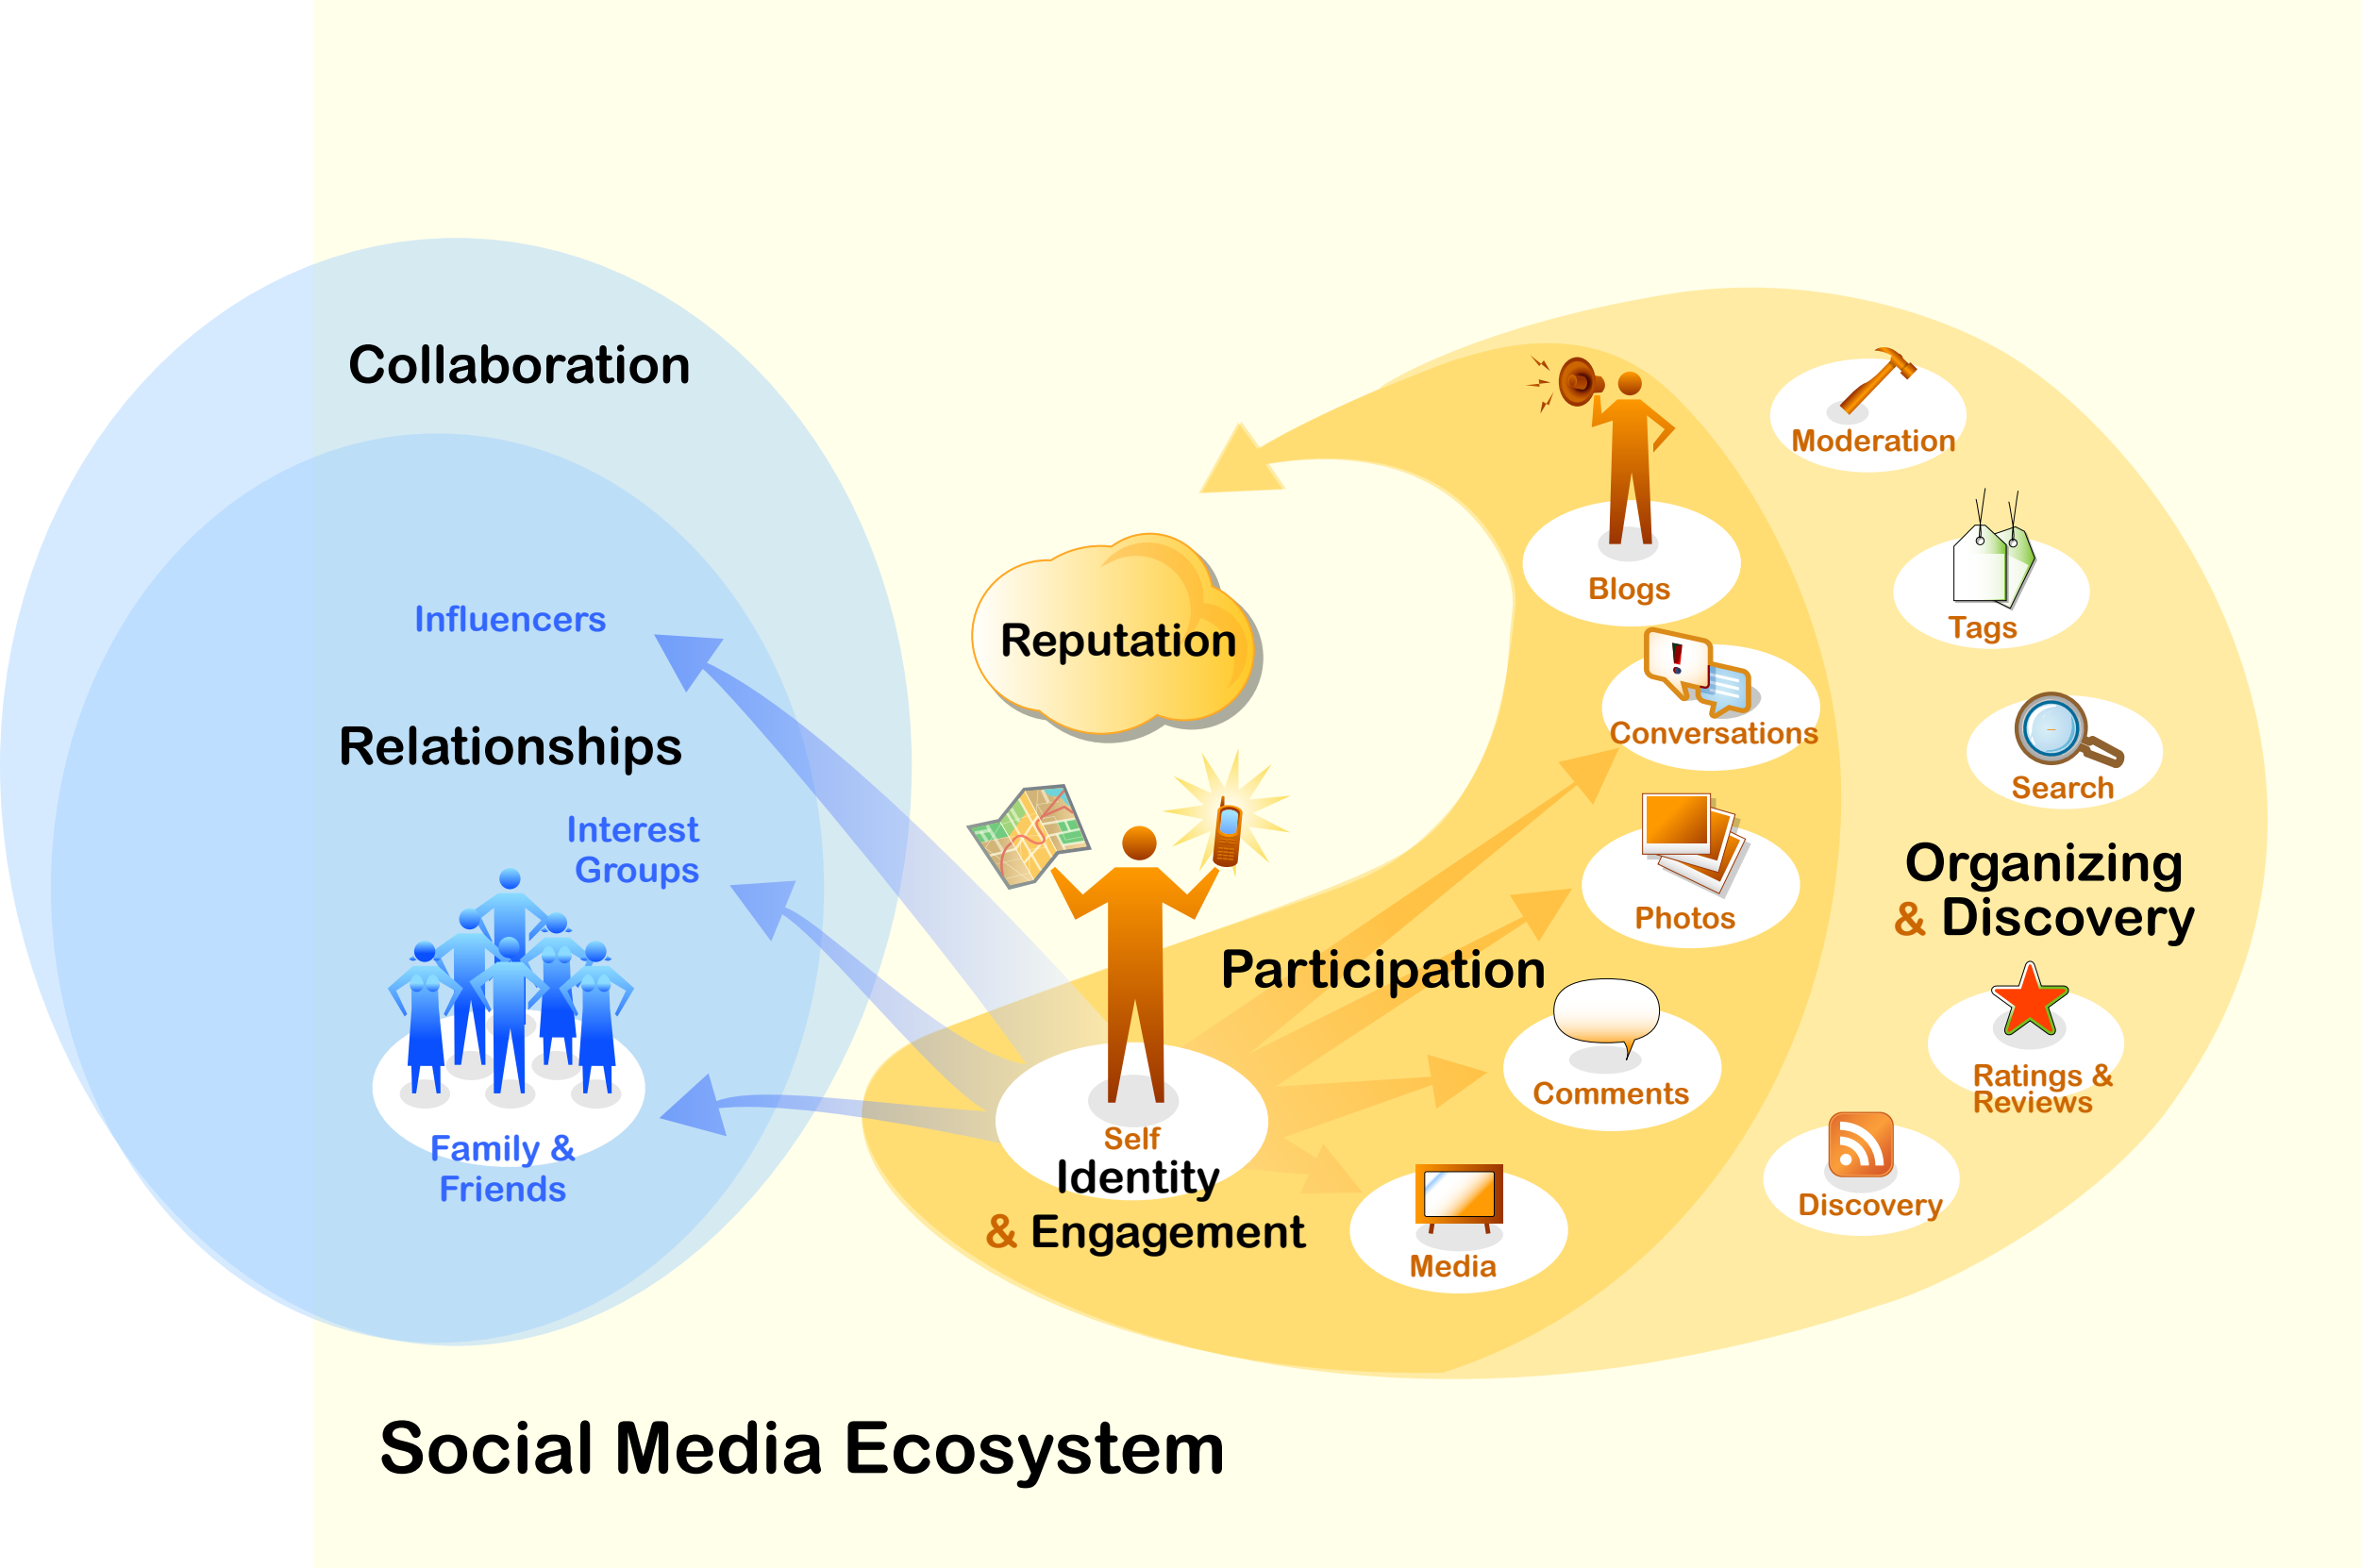 Collaboration
Influencers
Relationships
Interest
Groups
Family &
Friends
Reputation
Self
Identity
& Engagement
Participation
Blogs
Conversations
Photos
Comments
Media
Moderation
Tags
Search
Organizing
& Discovery
Ratings &
Reviews
Discovery
Social Media Ecosystem